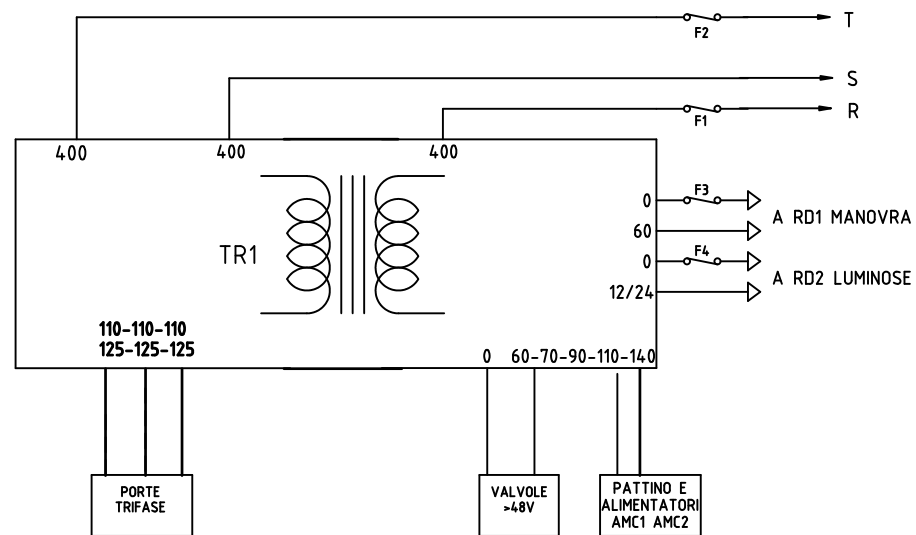 T
F2
S
R
F1
400
400
400
0
F3
A RD1 MANOVRA
60
TR1
0
F4
A RD2 LUMINOSE
12/24
110-110-110
125-125-125
0
60-70-90-110-140
PORTE
TRIFASE
VALVOLE
>48V
PATTINO E
ALIMENTATORI
AMC1 AMC2